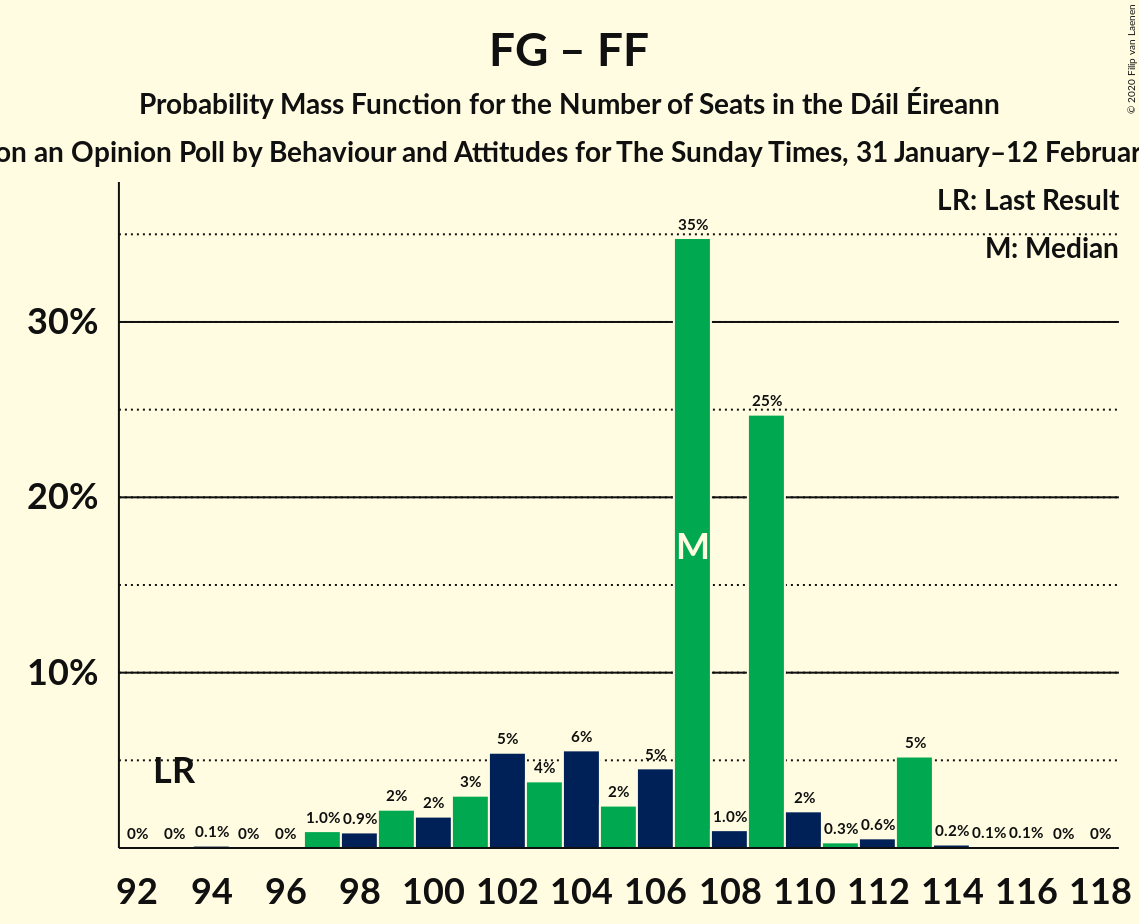 FG – FF
Probability Mass Function for the Number of Seats in the Dáil Éireann
on an Opinion Poll by Behaviour and Attitudes for The Sunday Times, 31 January–12
© 2020 Filip van Laenen
LR: Last Result
M: Median
35%
30%
25%
20%
M
10%
LR
0% 0% 0.1% 0% 0% 1.0% 0.9% 2% 2% 3% 5% 4% 6% 2% 5% 1.0% 2% 0.3% 0.6% 5% 0.2% 0.1% 0.1% 0% 0%
92 94 96 98 100 102 104 106 108 110 112 114 116 118